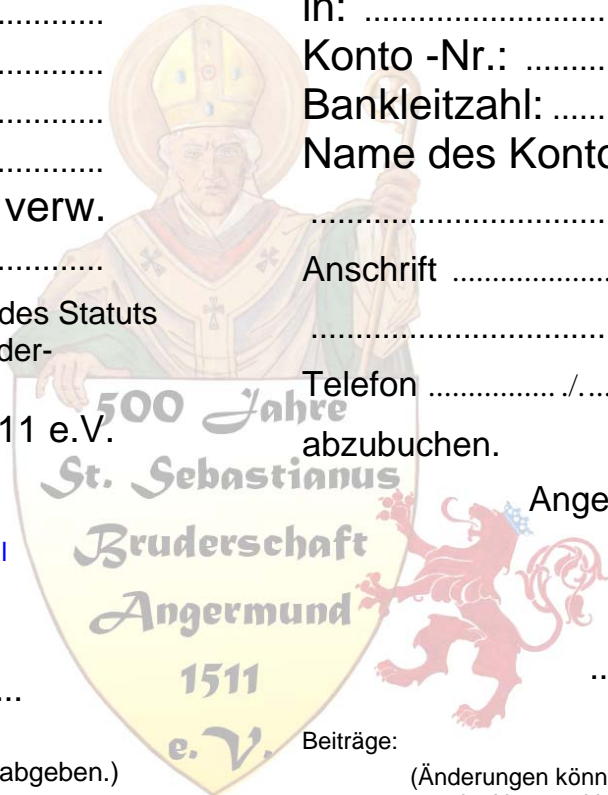 ..............
..............
..............
..............
verw.
..............
des Statuts
der-
11 e.V.
l
...
abgeben.)
in: ..............................
Konto -Nr.: .........
Bankleitzahl: ......
Name des Konto
................................
Anschrift ....................
................................
Telefon ................ ./....
abzubuchen.
Ange
..
Beiträge:
(Änderungen könn
500 Jahre
St. Sebastianus
Bruderschaft
Angermund
1511
e. V.